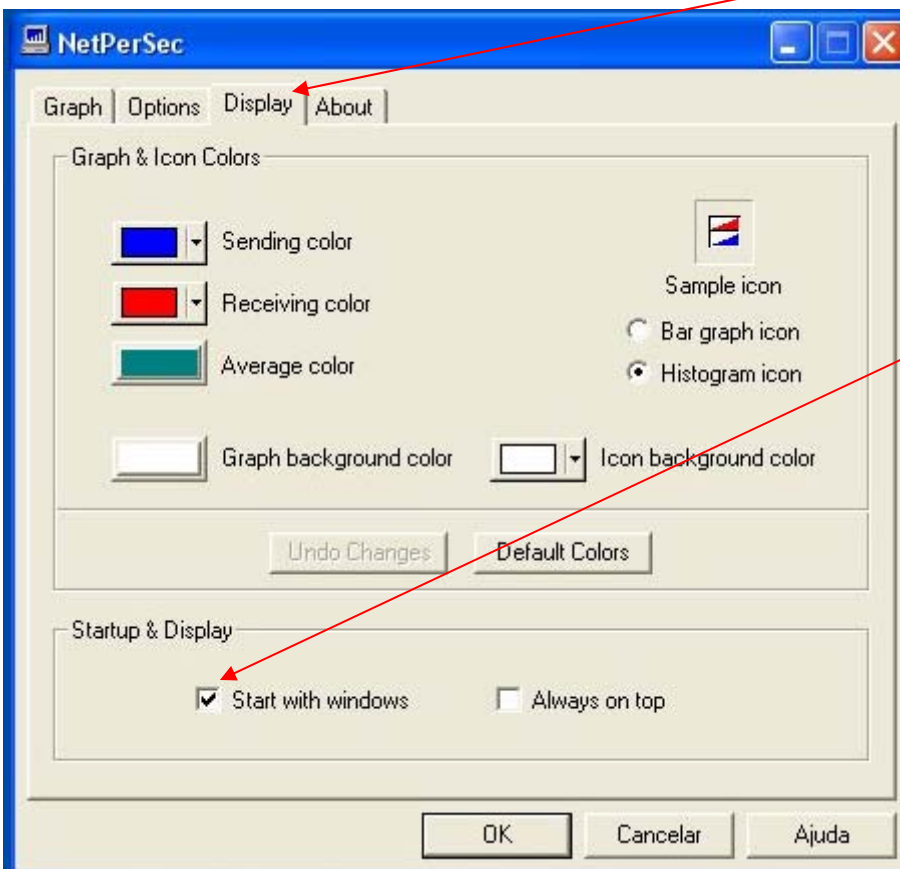 NetPerSec
Graph Options Display About
Graph & Icon Colors
Sending color
Receiving color
Average color
Sample icon
Bar graph icon
Histogram icon
Graph background color Icon background color
Undo Changes Default Colors
Startup & Display
Start with windows Always on top
OK Cancelar Ajuda